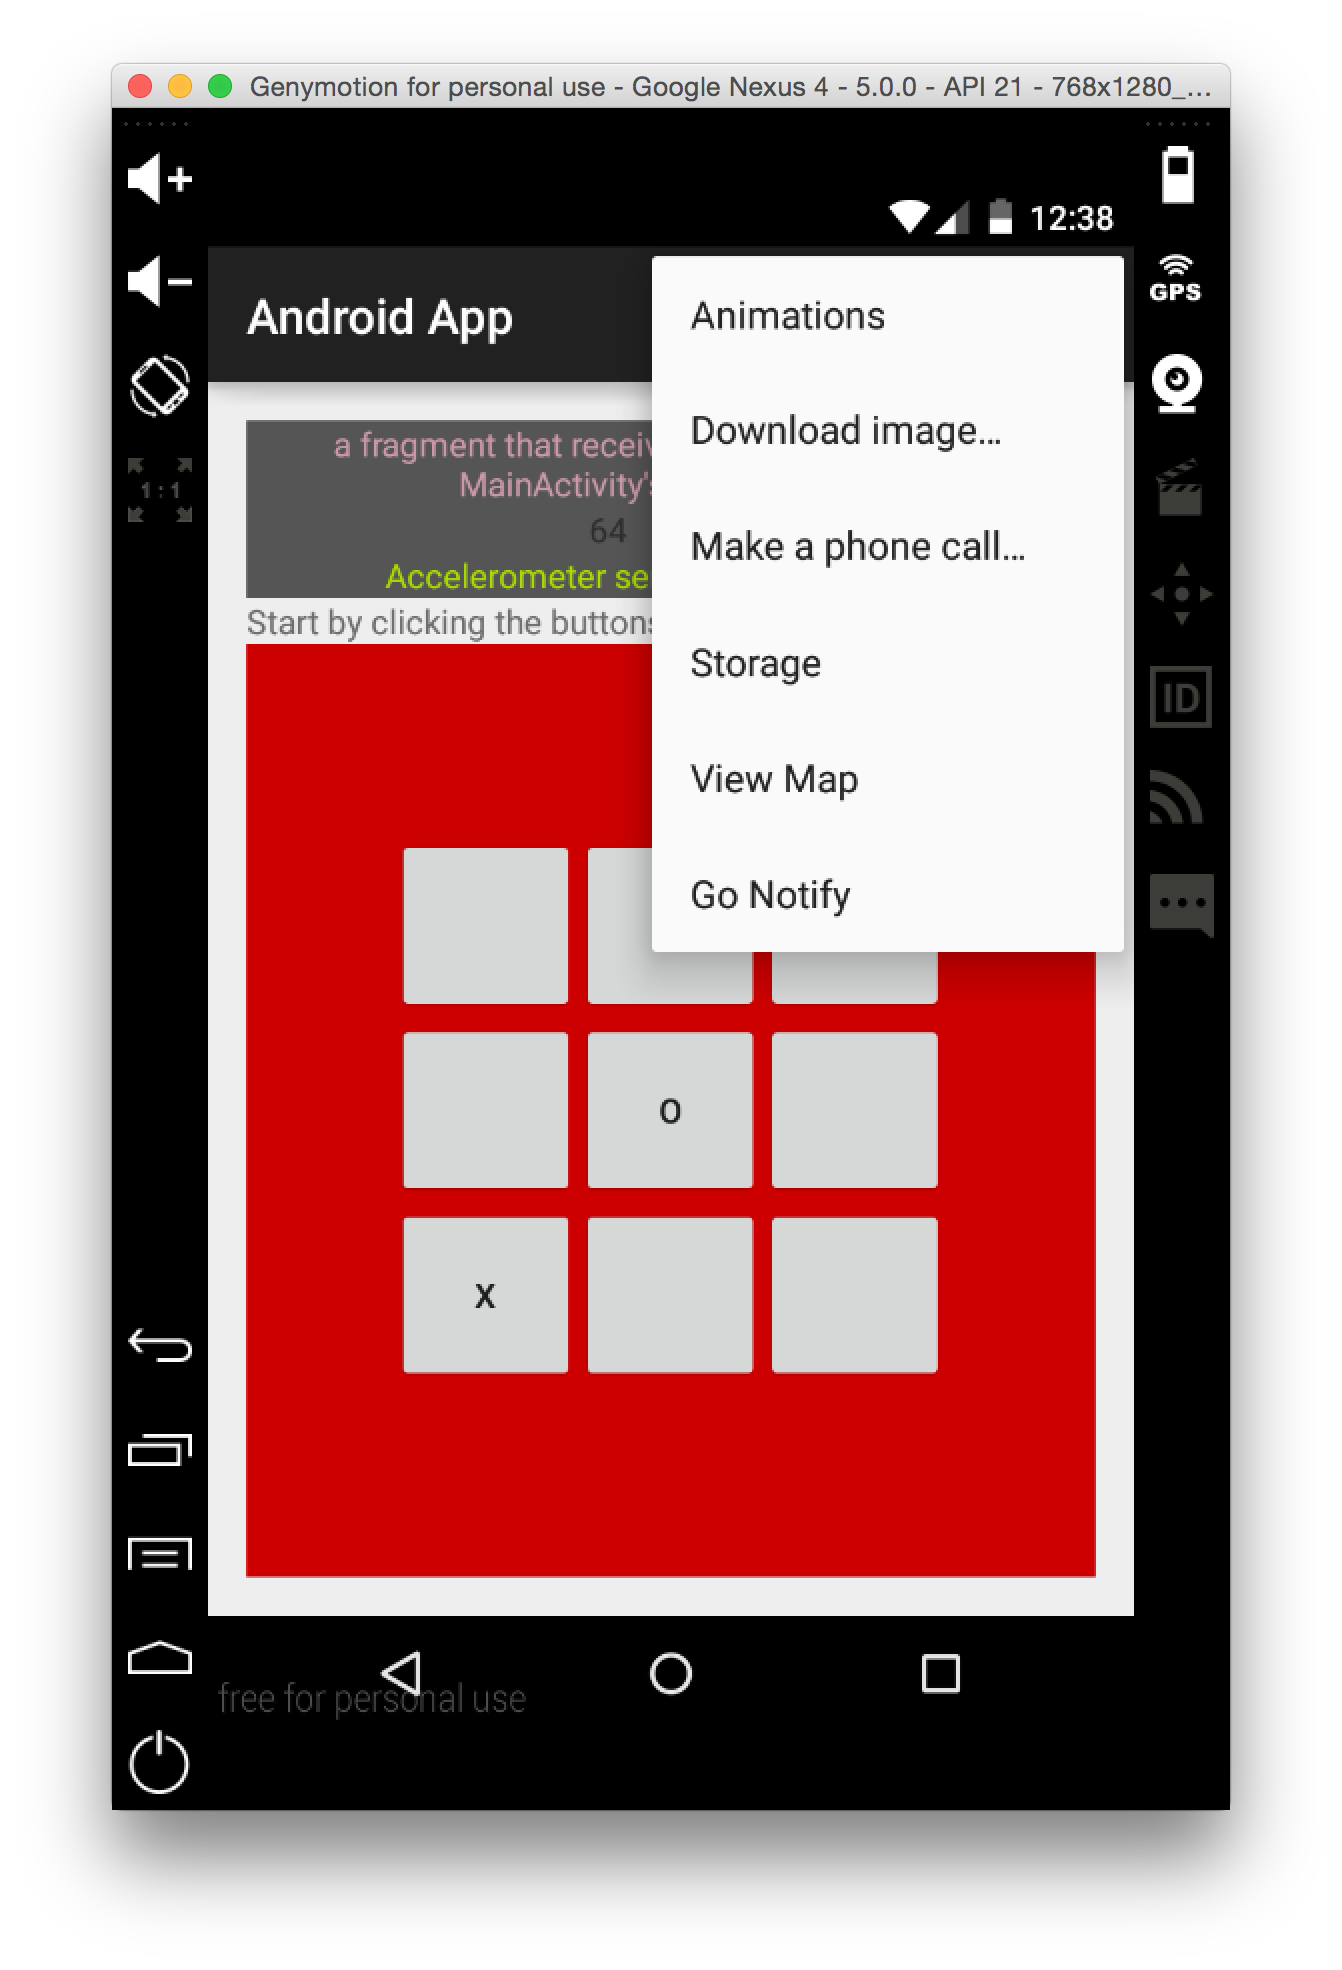 Genymotion for personal use - Google Nexus 4 - 5.0.0 - API 21 - 768x1280_...
12:38
GPS
1:1
ID
Android App
Animations
Download image...
Make a phone call...
Storage
View Map
Go Notify
a fragment that
MainActivity's
64
Accelerometer
Start by clicking the buttons
O
X
free for personal use